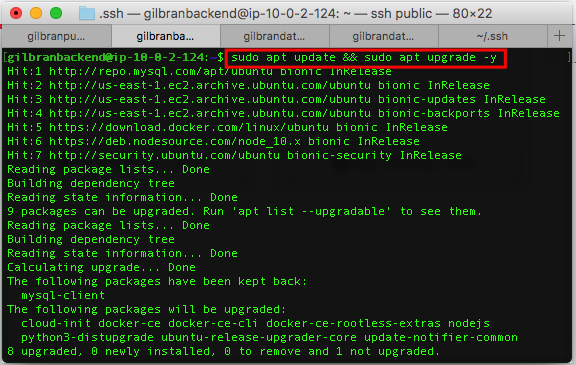 .ssh — gilbranbackend@ip-10-0-2-124: ~ — ssh public — 80×22
gilbranpu... gilbranba... gilbrandat... gilbrandat... ~/.ssh +
[gilbranbackend@ip-10-0-2-124:~$ sudo apt update && sudo apt upgrade -y ]
Hit:1 http://repo.mysql.com/apt/ubuntu bionic InRelease
Hit:2 http://us-east-1.ec2.archive.ubuntu.com/ubuntu bionic InRelease
Hit:3 http://us-east-1.ec2.archive.ubuntu.com/ubuntu bionic-updates InRelease
Hit:4 http://us-east-1.ec2.archive.ubuntu.com/ubuntu bionic-backports InRelease
Hit:5 https://download.docker.com/linux/ubuntu bionic InRelease
Hit:6 https://deb.nodesource.com/node_10.x bionic InRelease
Hit:7 http://security.ubuntu.com/ubuntu bionic-security InRelease
Reading package lists... Done
Building dependency tree
Reading state information... Done
9 packages can be upgraded. Run 'apt list --upgradable' to see them.
Reading package lists... Done
Building dependency tree
Reading state information... Done
Calculating upgrade... Done
The following packages have been kept back:
  mysql-client
The following packages will be upgraded:
  cloud-init docker-ce docker-ce-cli docker-ce-rootless-extras nodejs
  python3-distupgrade ubuntu-release-upgrader-core update-notifier-common
8 upgraded, 0 newly installed, 0 to remove and 1 not upgraded.